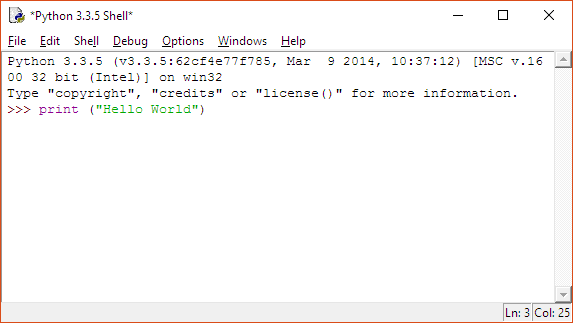 *Python 3.3.5 Shell*
File Edit Shell Debug Options Windows Help
Python 3.3.5 (v3.3.5:62cf4e77f785, Mar  9 2014, 10:37:12) [MSC v.16
00 32 bit (Intel)] on win32
Type "copyright", "credits" or "license()" for more information.
>>> print ("Hello World")
Ln: 3 Col: 25